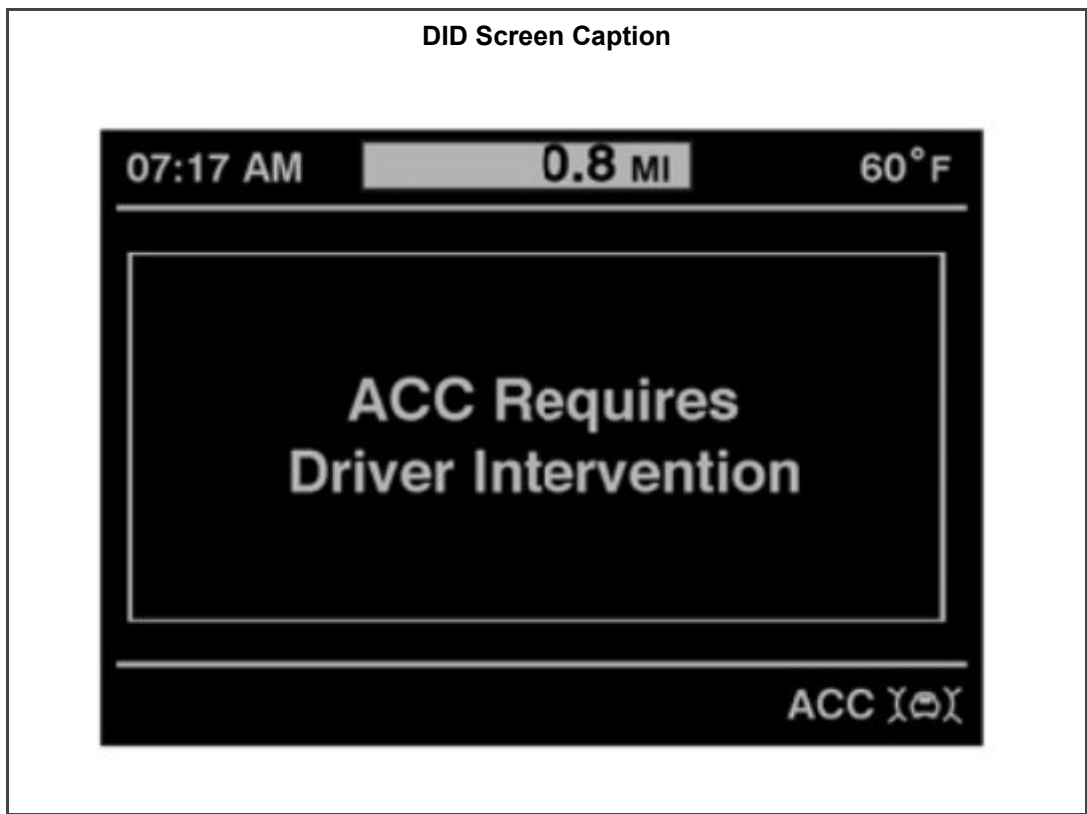 DID Screen Caption
07:17 AM 0.8 MI 60°F
ACC Requires
Driver Intervention
ACC